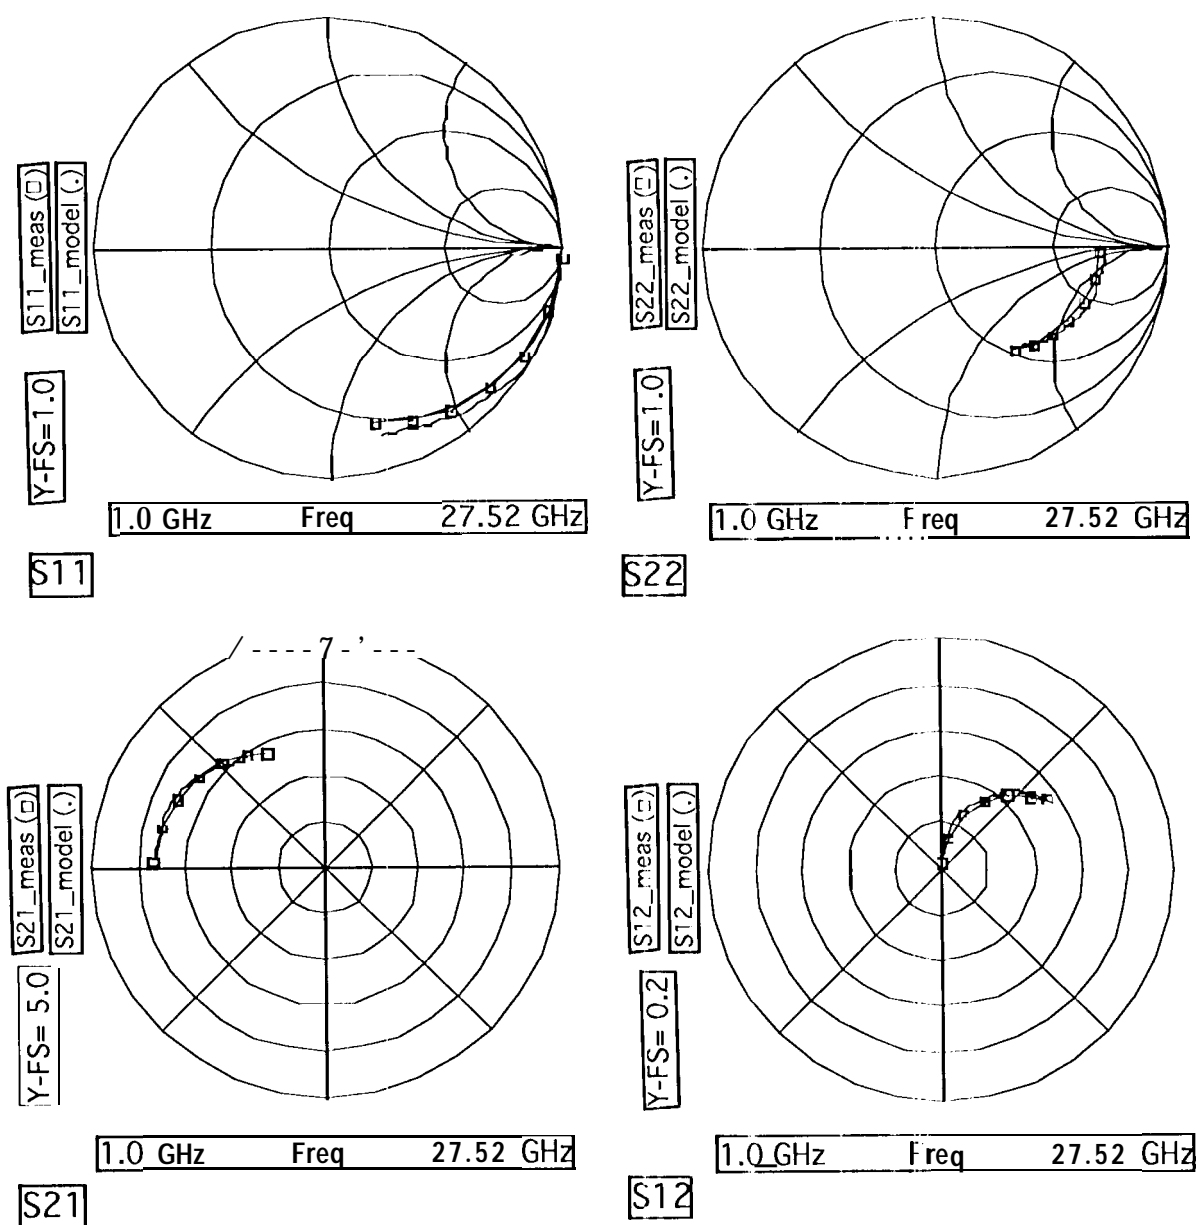 S11_meas (□)
S11_model (.)
Y-FS=1.0
1.0 GHz Freq 27.52 GHz
S11
S22_meas (□)
S22_model (.)
Y-FS=1.0
1.0 GHz Freq 27.52 GHz
S22
S21_meas (□)
S21_model (.)
Y-FS= 5.0
1.0 GHz Freq 27.52 GHz
S21
S12_meas (□)
S12_model (.)
Y-FS= 0.2
1.0 GHz Freq 27.52 GHz
S12